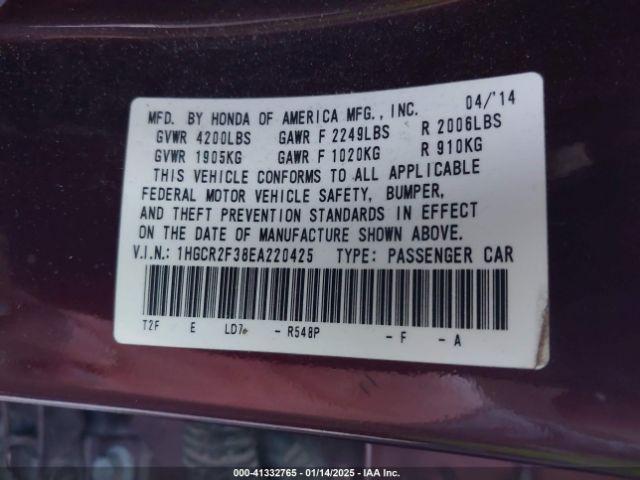 MFD. BY HONDA OF AMERICA MFG., INC. 04/'14
GVWR 4200LBS GAWR F 2249LBS R 2006LBS
GVWR 1905KG GAWR F 1020KG R 910KG
THIS VEHICLE CONFORMS TO ALL APPLICABLE
FEDERAL MOTOR VEHICLE SAFETY, BUMPER,
AND THEFT PREVENTION STANDARDS IN EFFECT
ON THE DATE OF MANUFACTURE SHOWN ABOVE.
V.I.N.: 1HGCR2F38EA220425 TYPE: PASSENGER CAR
T2F E LD7 - R548P - F - A
000-41332765 | 01/14/2025 | IAA Inc.